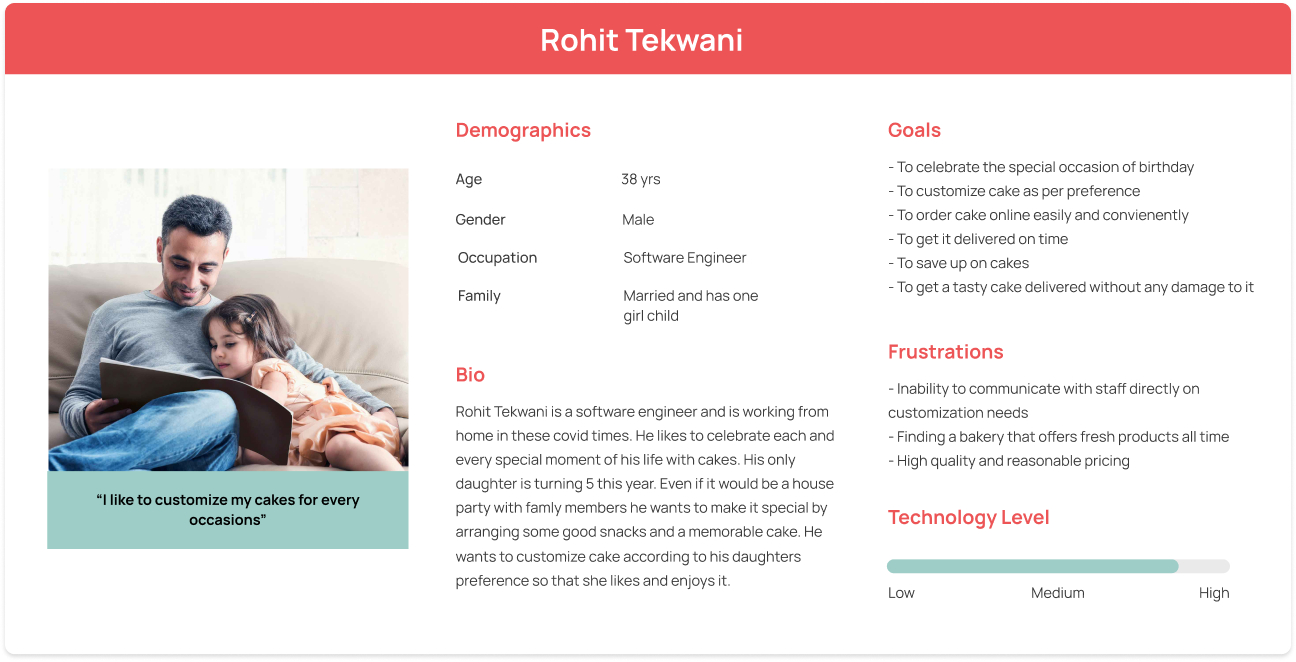 Rohit Tekwani
“I like to customize my cakes for every
occasions”
Demographics
Age 38 yrs
Gender Male
Occupation Software Engineer
Family Married and has one
girl child
Bio
Rohit Tekwani is a software engineer and is working from
home in these covid times. He likes to celebrate each and
every special moment of his life with cakes. His only
daughter is turning 5 this year. Even if it would be a house
party with famly members he wants to make it special by
arranging some good snacks and a memorable cake. He
wants to customize cake according to his daughters
preference so that she likes and enjoys it.
Goals
- To celebrate the special occasion of birthday
- To customize cake as per preference
- To order cake online easily and convienently
- To get it delivered on time
- To save up on cakes
- To get a tasty cake delivered without any damage to it
Frustrations
- Inability to communicate with staff directly on
customization needs
- Finding a bakery that offers fresh products all time
- High quality and reasonable pricing
Technology Level
Low Medium High